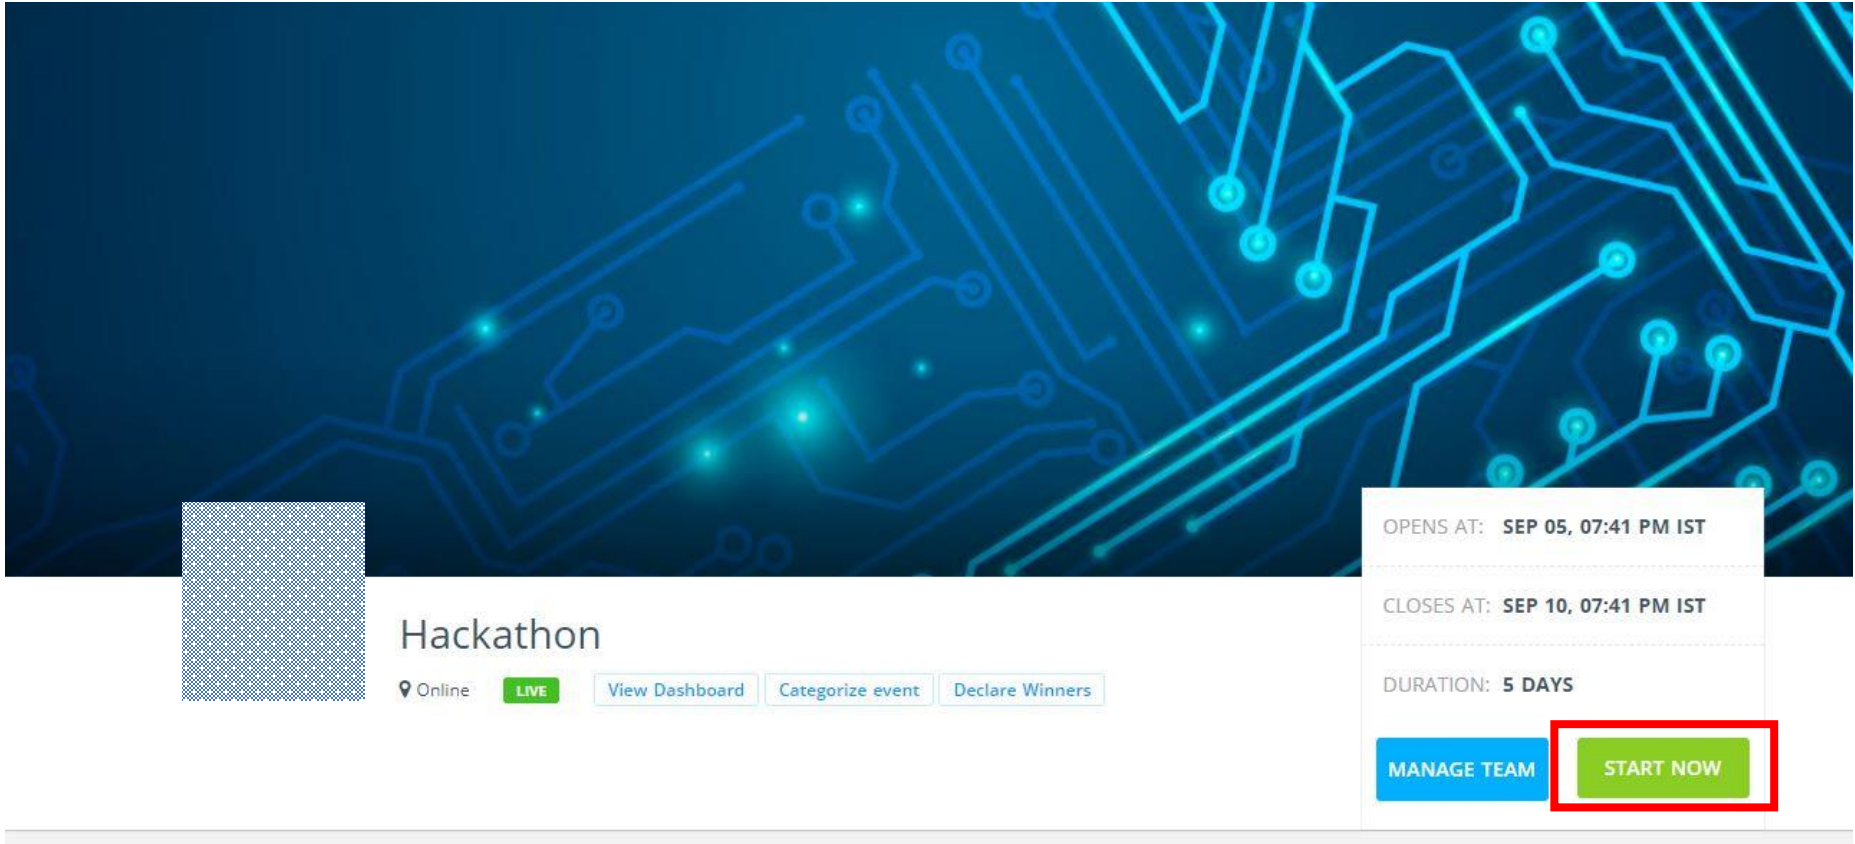 OPENS AT: SEP 05, 07:41 PM IST
CLOSES AT: SEP 10, 07:41 PM IST
DURATION: 5 DAYS
MANAGE TEAM START NOW
Hackathon
Online LIVE View Dashboard Categorize event Declare Winners